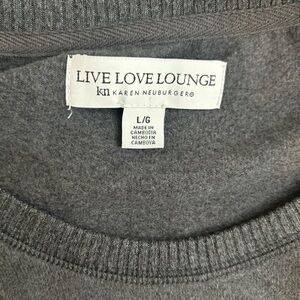 LIVE LOVE LOUNGE
kn KAREN NEUBURGER®
L/G
MADE IN
CAMBODIA
HECHO EN
CAMBOYA